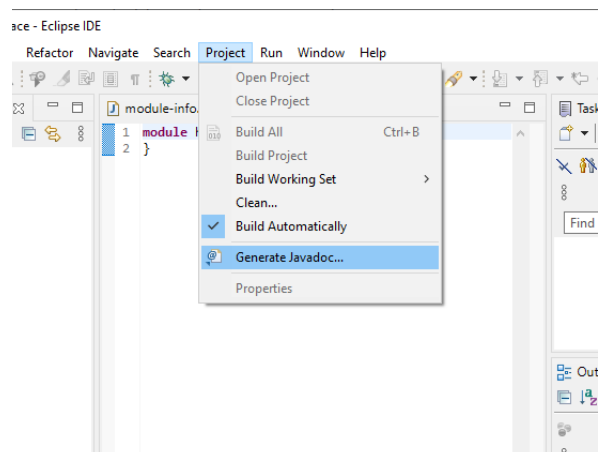 ace - Eclipse IDE
Refactor Navigate Search Project Run Window Help
Open Project
Close Project
Build All Ctrl+B
Build Project
Build Working Set >
Clean...
Build Automatically
Generate Javadoc...
Properties
module-info.
1 module
2 }
Task
Find
Out